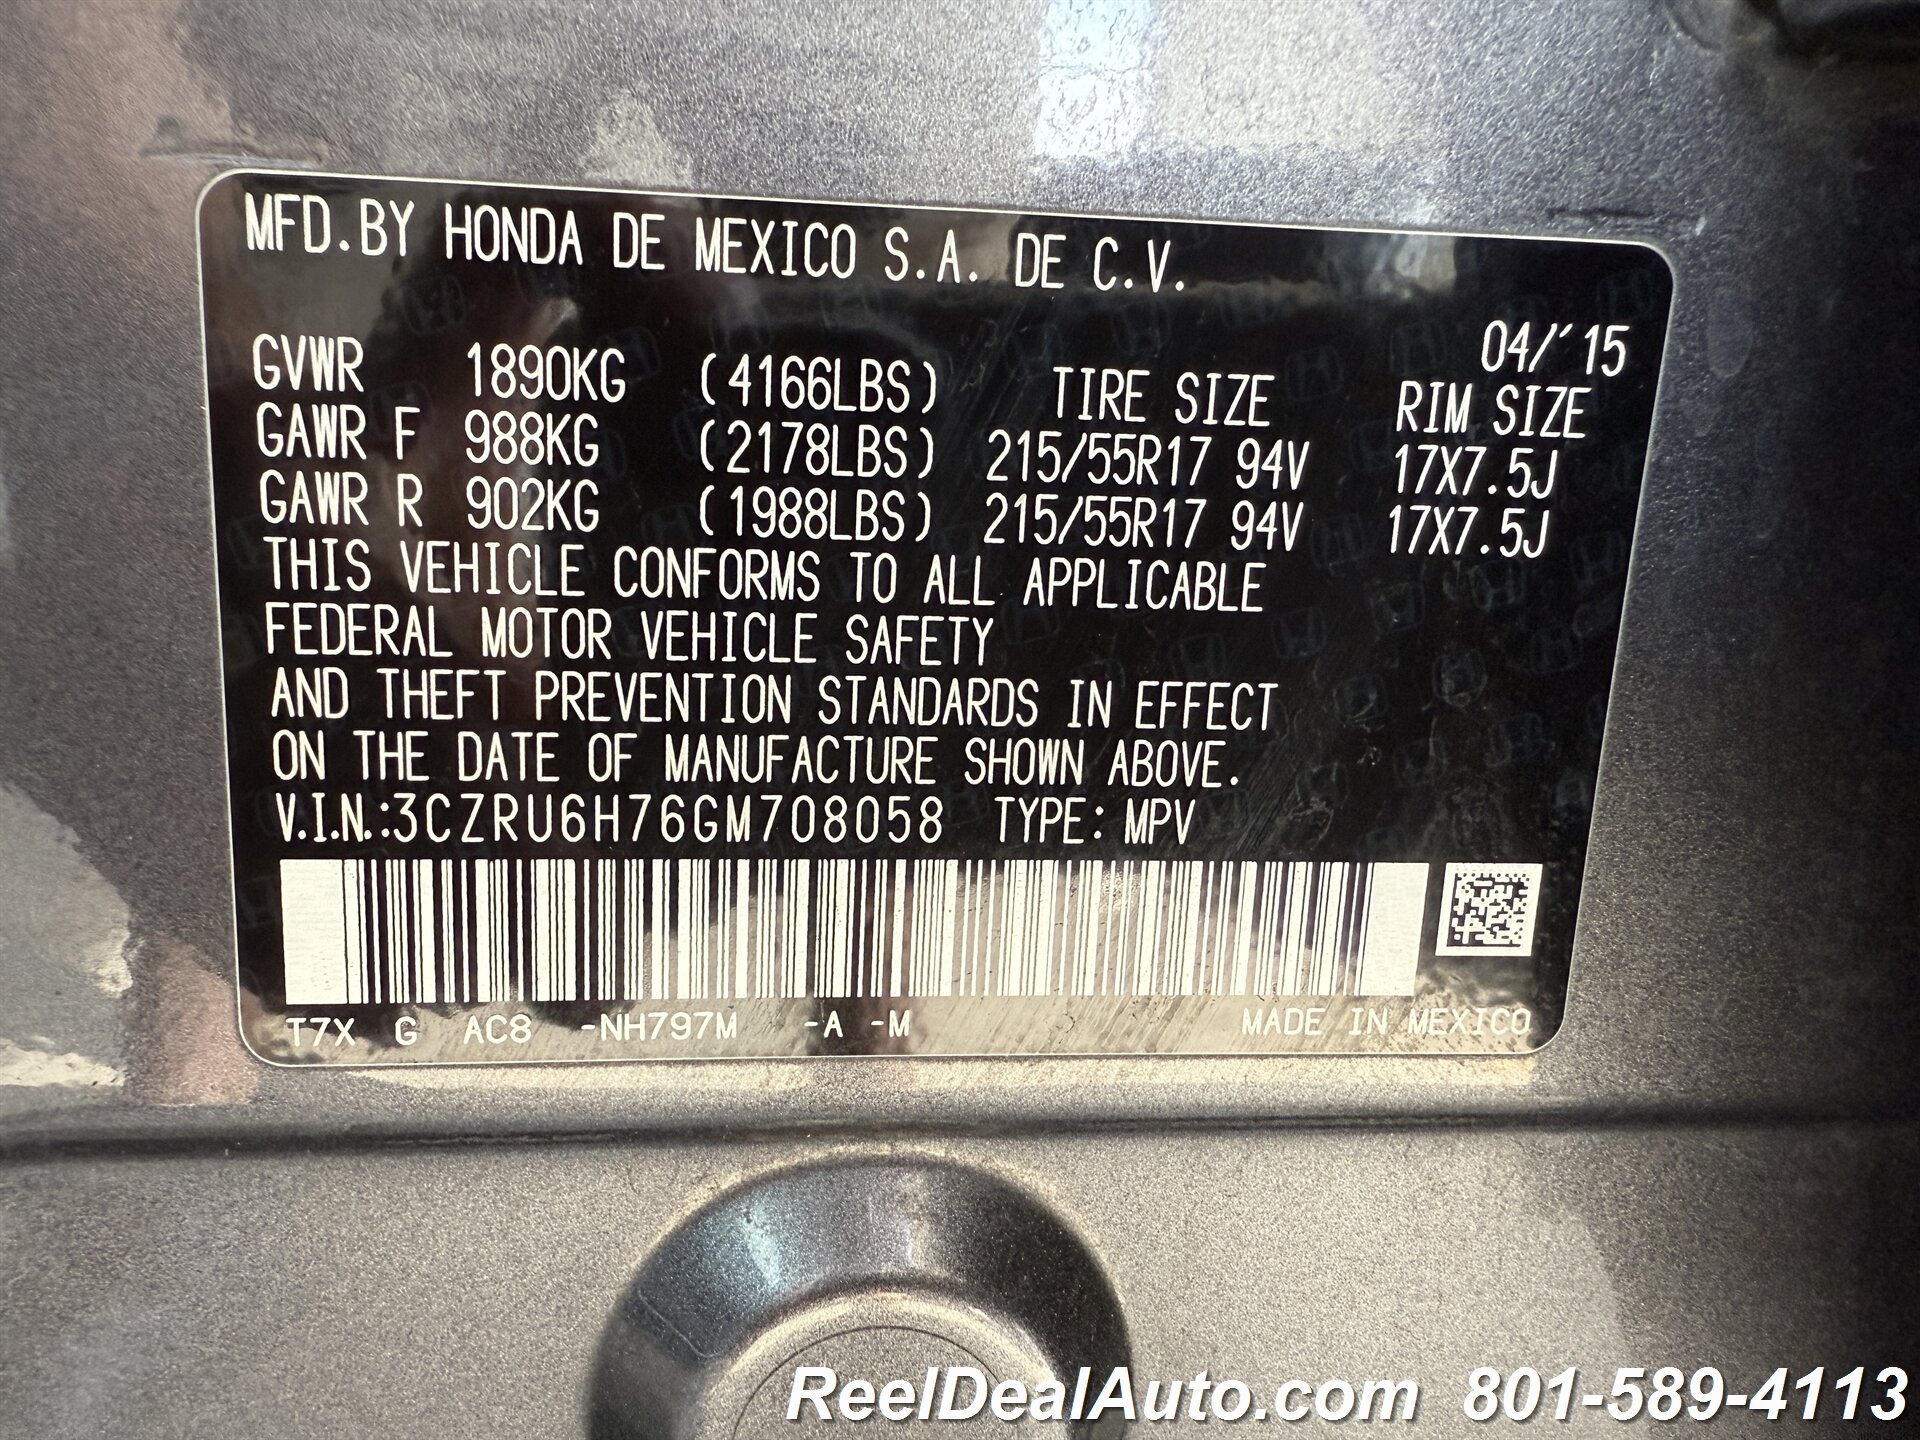 MFD.BY HONDA DE MEXICO S.A. DE C.V.
04/'15
GVWR 1890KG (4166LBS) TIRE SIZE RIM SIZE
GAWR F 988KG (2178LBS) 215/55R17 94V 17X7.5J
GAWR R 902KG (1988LBS) 215/55R17 94V 17X7.5J
THIS VEHICLE CONFORMS TO ALL APPLICABLE
FEDERAL MOTOR VEHICLE SAFETY
AND THEFT PREVENTION STANDARDS IN EFFECT
ON THE DATE OF MANUFACTURE SHOWN ABOVE.
V.I.N.:3CZRU6H76GM708058 TYPE: MPV
T7X G AC8 -NH797M -A -M MADE IN MEXICO
ReelDealAuto.com 801-589-4113